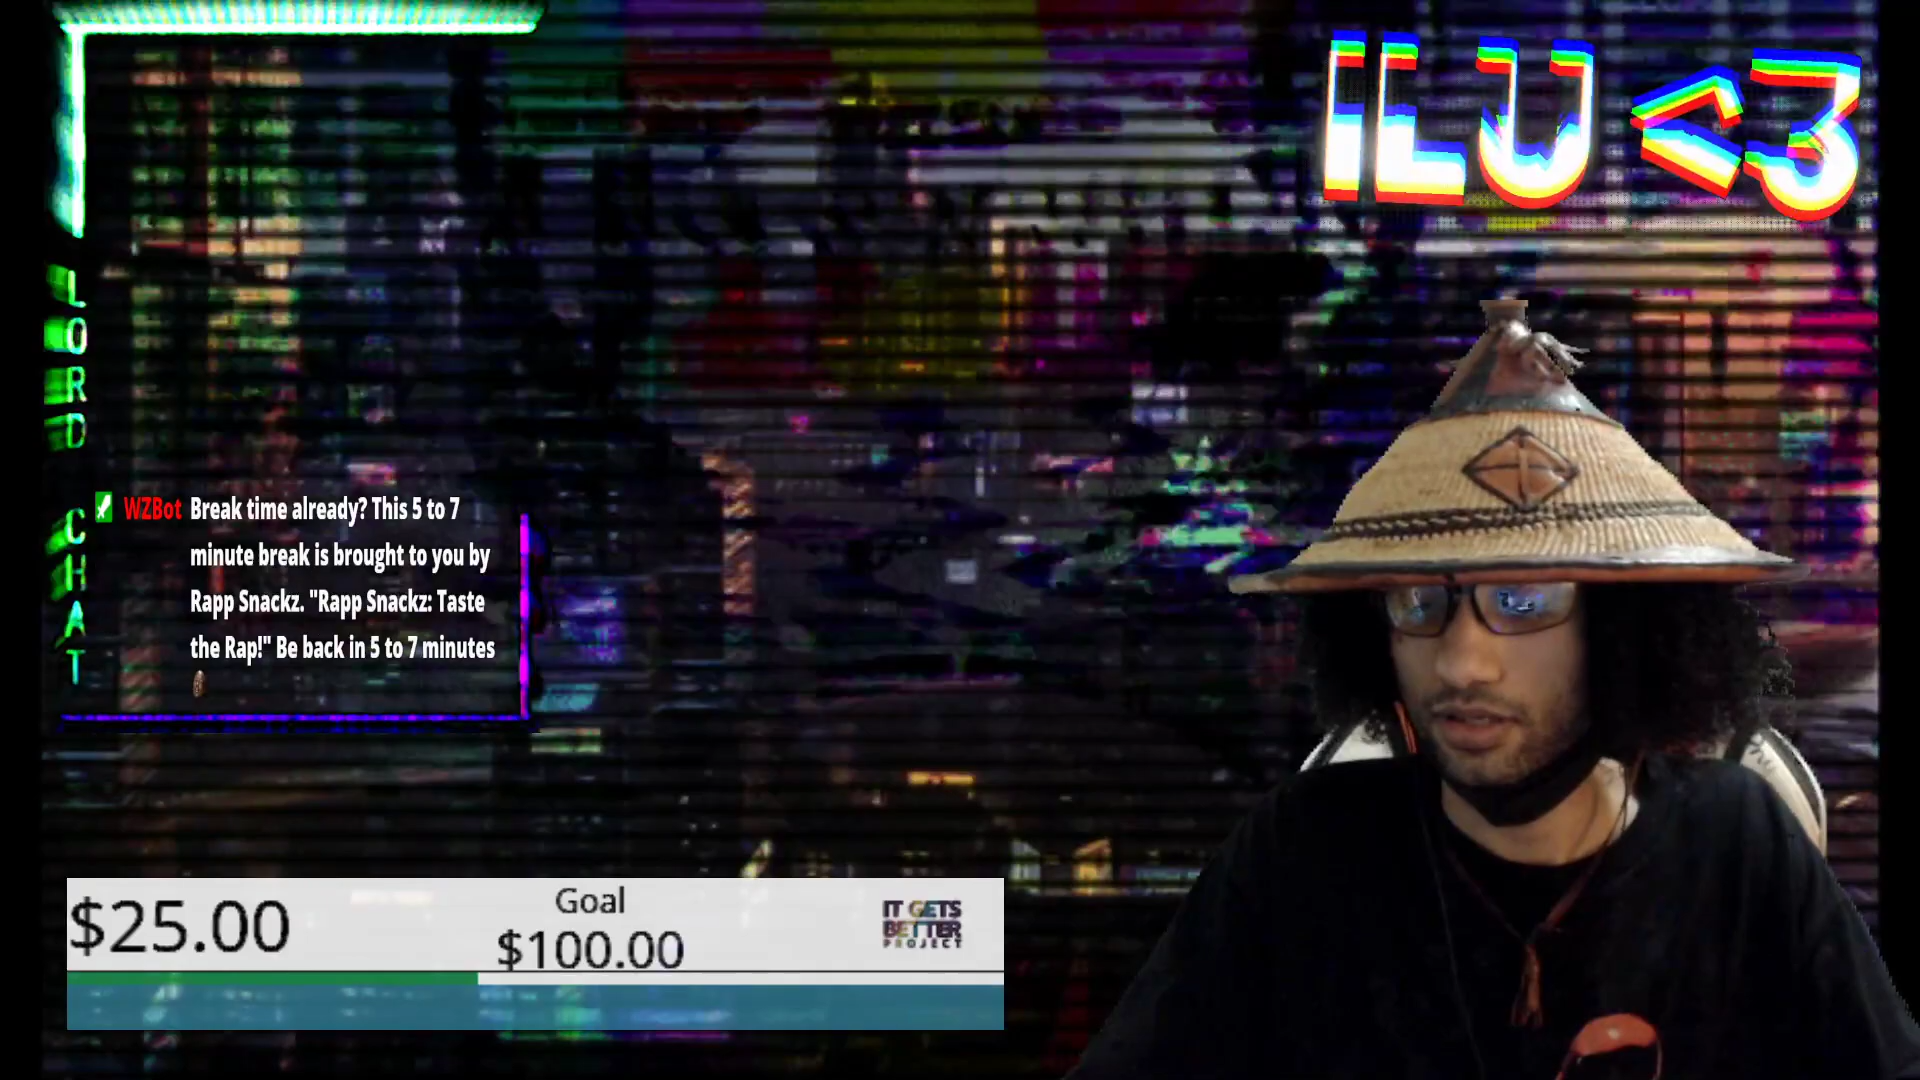 ILU <3
LORD CHAT
WZBot Break time already? This 5 to 7
minute break is brought to you by
Rapp Snackz. "Rapp Snackz: Taste
the Rap!" Be back in 5 to 7 minutes
$25.00
Goal
$100.00
IT GETS
BETTER
PROJECT